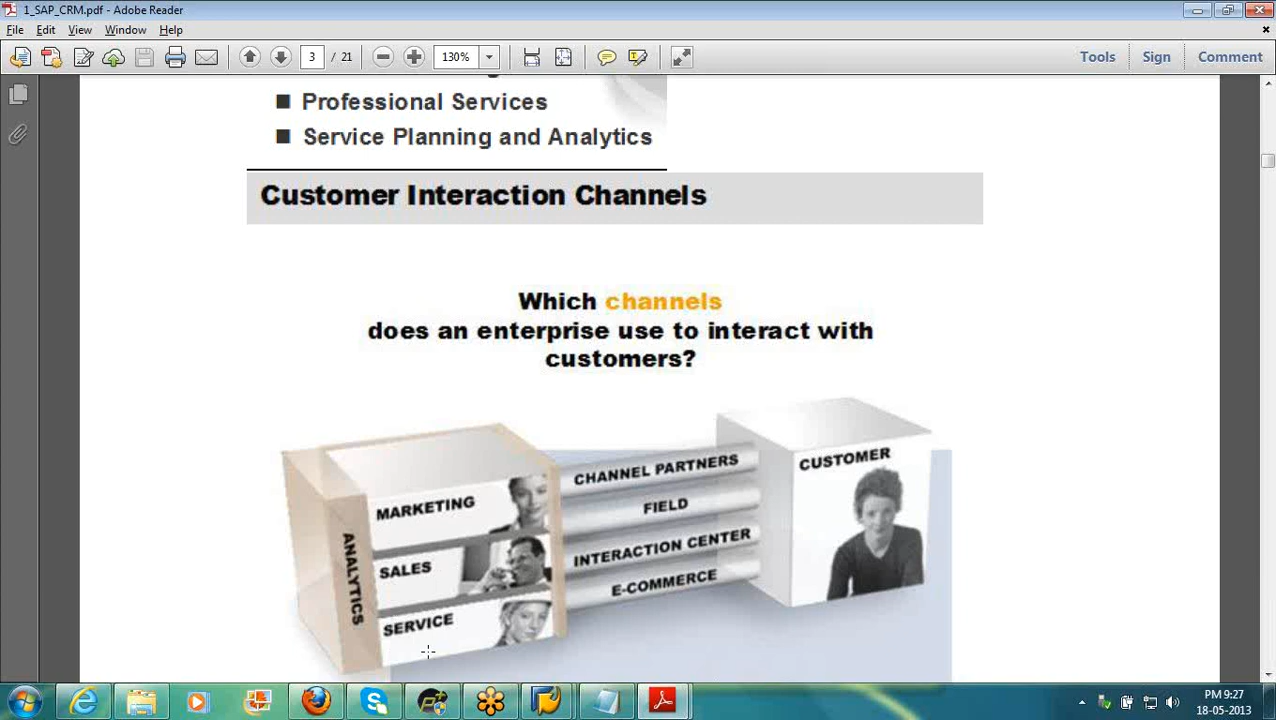 1_SAP_CRM.pdf - Adobe Reader
File Edit View Window Help
3 / 21 130% Tools Sign Comment
Professional Services
Service Planning and Analytics
Customer Interaction Channels
Which channels
does an enterprise use to interact with
customers?
ANALYTICS
MARKETING
SALES
SERVICE
CHANNEL PARTNERS
FIELD
INTERACTION CENTER
E-COMMERCE
CUSTOMER
PM 9:27
18-05-2013